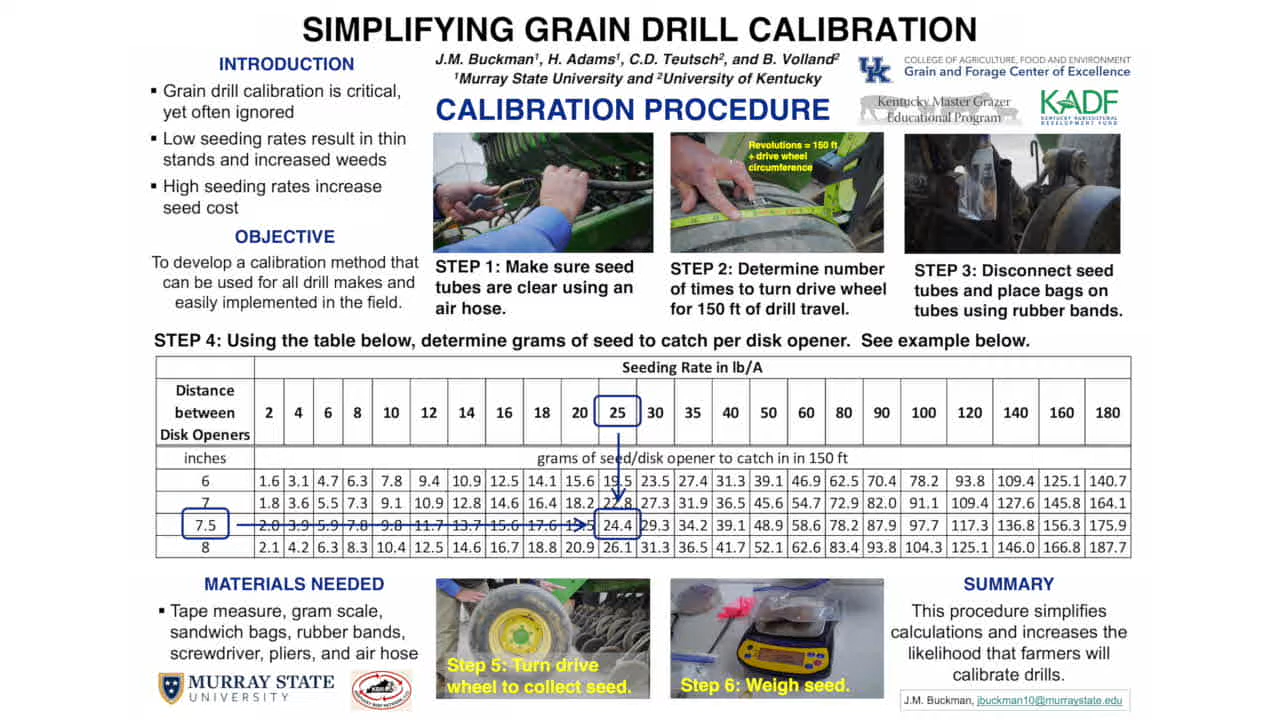 SIMPLIFYING GRAIN DRILL CALIBRATION
J.M. Buckman¹, H. Adams¹, C.D. Teutsch², and B. Volland²
¹Murray State University and ²University of Kentucky
UK
COLLEGE OF AGRICULTURE, FOOD AND ENVIRONMENT
Grain and Forage Center of Excellence
Kentucky Master Grazer
Educational Program
KADF
KENTUCKY AGRICULTURAL
DEVELOPMENT FUND
INTRODUCTION
▪ Grain drill calibration is critical,
yet often ignored
▪ Low seeding rates result in thin
stands and increased weeds
▪ High seeding rates increase
seed cost
OBJECTIVE
To develop a calibration method that
can be used for all drill makes and
easily implemented in the field.
CALIBRATION PROCEDURE
STEP 1: Make sure seed
tubes are clear using an
air hose.
Revolutions = 150 ft
÷ drive wheel
circumference
STEP 2: Determine number
of times to turn drive wheel
for 150 ft of drill travel.
STEP 3: Disconnect seed
tubes and place bags on
tubes using rubber bands.
STEP 4: Using the table below, determine grams of seed to catch per disk opener. See example below.
Seeding Rate in lb/A
Distance
between
Disk Openers
2 4 6 8 10 12 14 16 18 20 25 30 35 40 50 60 80 90 100 120 140 160 180
inches grams of seed/disk opener to catch in in 150 ft
6 1.6 3.1 4.7 6.3 7.8 9.4 10.9 12.5 14.1 15.6 19.5 23.5 27.4 31.3 39.1 46.9 62.5 70.4 78.2 93.8 109.4 125.1 140.7
7 1.8 3.6 5.5 7.3 9.1 10.9 12.8 14.6 16.4 18.2 22.8 27.3 31.9 36.5 45.6 54.7 72.9 82.0 91.1 109.4 127.6 145.8 164.1
7.5 2.0 3.9 5.9 7.8 9.8 11.7 13.7 15.6 17.6 24.4 29.3 34.2 39.1 48.9 58.6 78.2 87.9 97.7 117.3 136.8 156.3 175.9
8 2.1 4.2 6.3 8.3 10.4 12.5 14.6 16.7 18.8 20.9 26.1 31.3 36.5 41.7 52.1 62.6 83.4 93.8 104.3 125.1 146.0 166.8 187.7
MATERIALS NEEDED
▪ Tape measure, gram scale,
sandwich bags, rubber bands,
screwdriver, pliers, and air hose
MURRAY STATE
UNIVERSITY
Step 5: Turn drive
wheel to collect seed.
Step 6: Weigh seed.
SUMMARY
This procedure simplifies
calculations and increases the
likelihood that farmers will
calibrate drills.
J.M. Buckman, jbuckman10@murraystate.edu